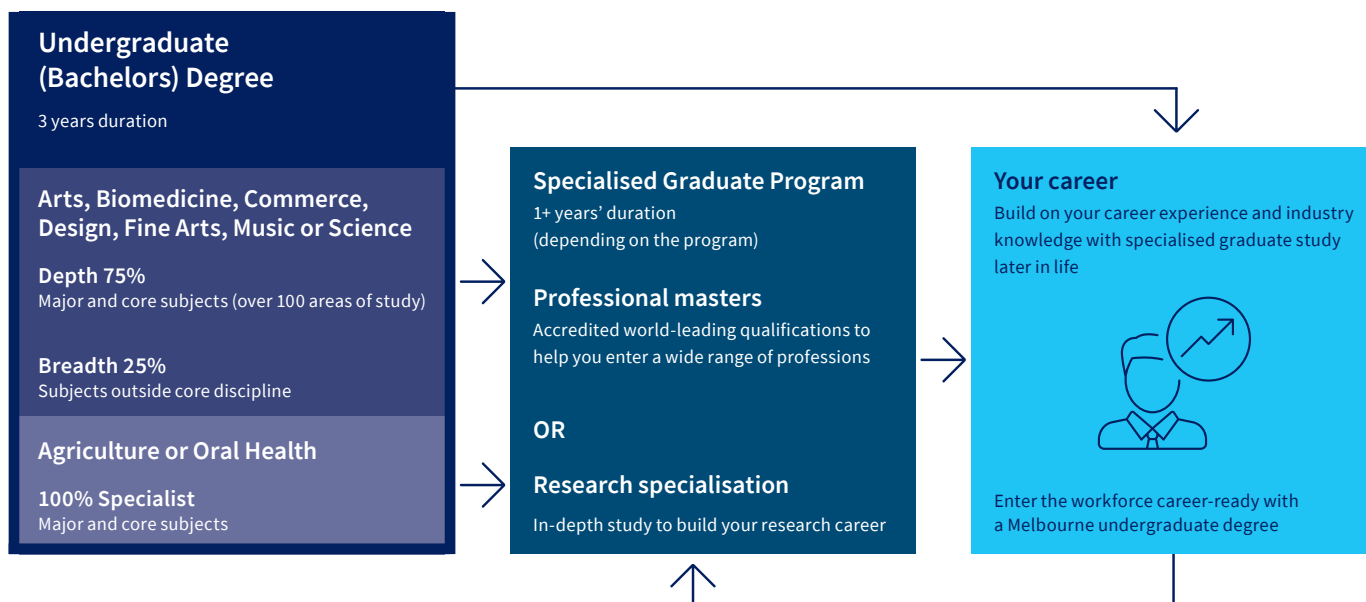 Undergraduate
(Bachelors) Degree
3 years duration
Arts, Biomedicine, Commerce,
Design, Fine Arts, Music or Science
Depth 75%
Major and core subjects (over 100 areas of study)
Breadth 25%
Subjects outside core discipline
Agriculture or Oral Health
100% Specialist
Major and core subjects
Specialised Graduate Program
1+ years’ duration
(depending on the program)
Professional masters
Accredited world-leading qualifications to
help you enter a wide range of professions
OR
Research specialisation
In-depth study to build your research career
Your career
Build on your career experience and industry
knowledge with specialised graduate study
later in life
Enter the workforce career-ready with
a Melbourne undergraduate degree